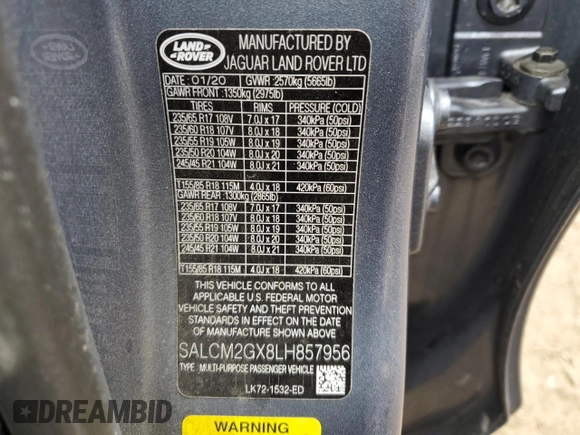 LAND
ROVER
MANUFACTURED BY
JAGUAR LAND ROVER LTD
DATE : 01/20 GVWR :2570kg (5665lb)
GAWR FRONT :1350kg (2975lb)
TIRES RIMS PRESSURE (COLD)
235/65 R17 108V 7.0J x 17 340kPa (50psi)
235/60 R18 107V 8.0J x 18 340kPa (50psi)
235/55 R19 105W 8.0J x 19 340kPa (50psi)
235/50 R20 104W 8.0J x 20 340kPa (50psi)
245/45 R21 104W 8.0J x 21 340kPa (50psi)
T155/85 R18 115M 4.0J x 18 420kPa (60psi)
GAWR REAR :1300kg (2865lb)
235/65 R17 108V 7.0J x 17 340kPa (50psi)
235/60 R18 107V 8.0J x 18 340kPa (50psi)
235/55 R19 105W 8.0J x 19 340kPa (50psi)
235/50 R20 104W 8.0J x 20 340kPa (50psi)
245/45 R21 104W 8.0J x 21 340kPa (50psi)
T155/85 R18 115M 4.0J x 18 420kPa (60psi)
THIS VEHICLE CONFORMS TO ALL
APPLICABLE U.S. FEDERAL MOTOR
VEHICLE SAFETY AND THEFT PREVENTION
STANDARDS IN EFFECT ON THE DATE OF
MANUFACTURE SHOWN ABOVE.
SALCM2GX8LH857956
TYPE : MULTI-PURPOSE PASSENGER VEHICLE
LK72-1532-ED
WARNING
DREAMBID